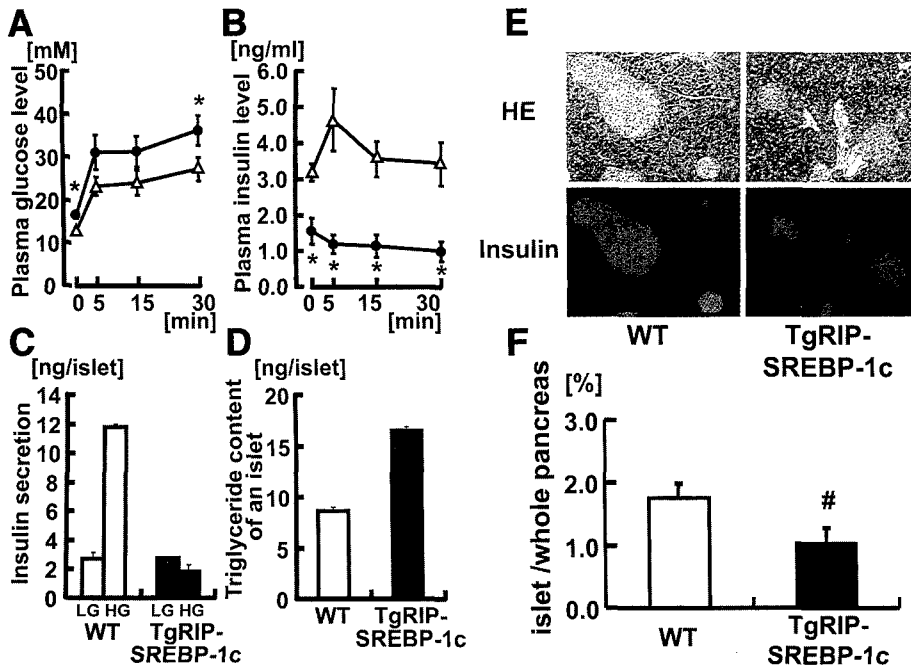 A
[mM]
Plasma glucose level
50
40
30
20
10
0
*
*
0 5 15 30
[min]
B
[ng/ml]
Plasma insulin level
6.0
5.0
4.0
3.0
2.0
1.0
0.0
* * * *
0 5 15 30
[min]
E
HE
Insulin
WT
TgRIP-
SREBP-1c
C
[ng/islet]
Insulin secretion
14
12
10
8
6
4
2
0
LG HG LG HG
WT TgRIP-
SREBP-1c
D
[ng/islet]
Triglyceride content
of an islet
20
15
10
5
0
WT TgRIP-
SREBP-1c
F
[%]
islet /whole pancreas
3.0
2.0
1.0
0.0
#
WT TgRIP-
SREBP-1c